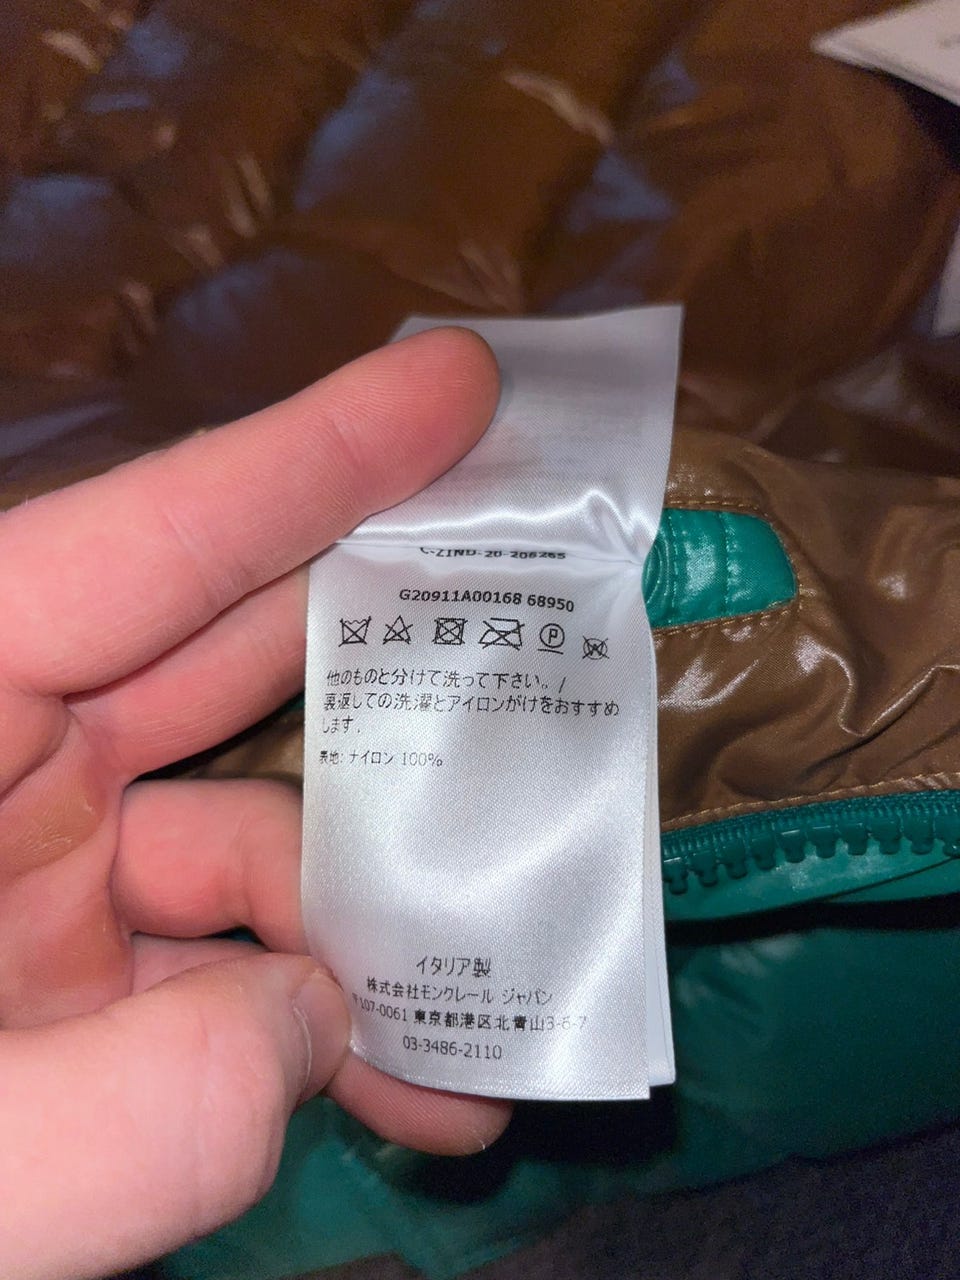 C-ZIND-20-206265
G20911A00168 68950
P
W
他のものと分けて洗って下さい。/
裏返しての洗濯とアイロンがけをおすすめ
します.
表地: ナイロン 100%
イタリア製
株式会社モンクレール ジャパン
〒107-0061 東京都港区北青山3-6-7
03-3486-2110